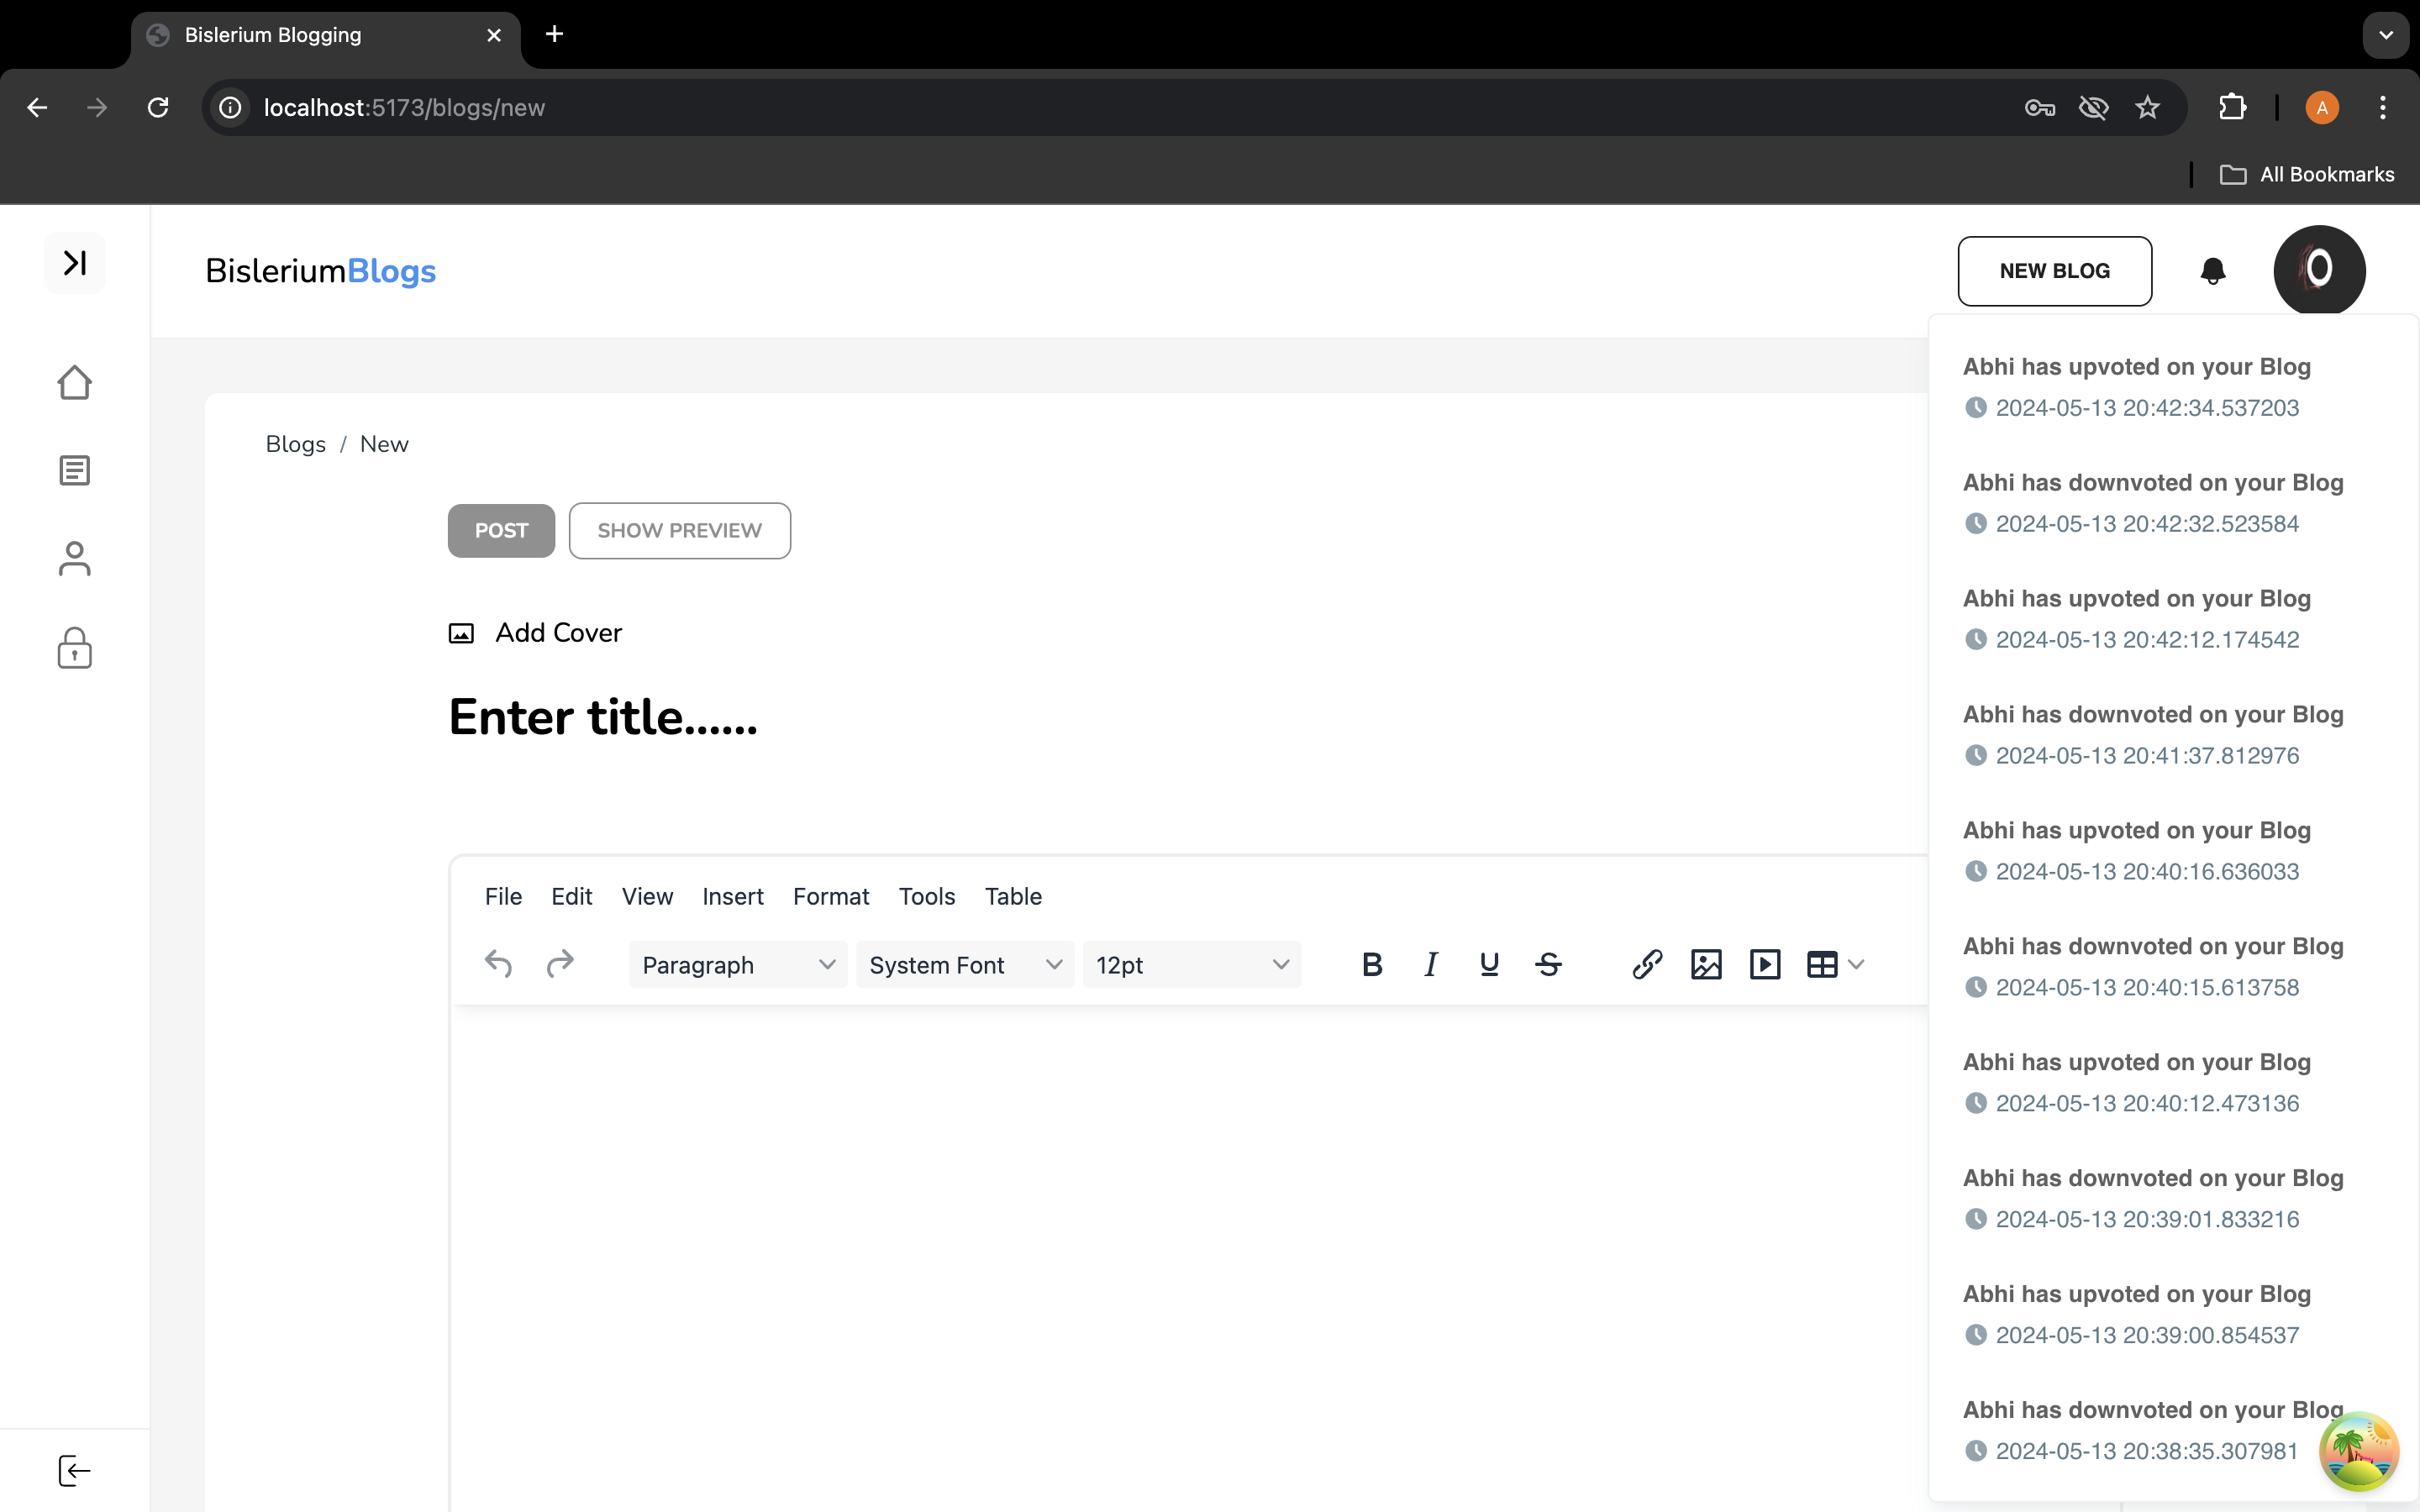 Bislerium Blogging
localhost:5173/blogs/new
A
All Bookmarks
BisleriumBlogs
NEW BLOG
Blogs / New
POST
SHOW PREVIEW
Add Cover
Enter title......
File Edit View Insert Format Tools Table
Paragraph System Font 12pt B I U S
Abhi has upvoted on your Blog
2024-05-13 20:42:34.537203
Abhi has downvoted on your Blog
2024-05-13 20:42:32.523584
Abhi has upvoted on your Blog
2024-05-13 20:42:12.174542
Abhi has downvoted on your Blog
2024-05-13 20:41:37.812976
Abhi has upvoted on your Blog
2024-05-13 20:40:16.636033
Abhi has downvoted on your Blog
2024-05-13 20:40:15.613758
Abhi has upvoted on your Blog
2024-05-13 20:40:12.473136
Abhi has downvoted on your Blog
2024-05-13 20:39:01.833216
Abhi has upvoted on your Blog
2024-05-13 20:39:00.854537
Abhi has downvoted on your Blog
2024-05-13 20:38:35.307981